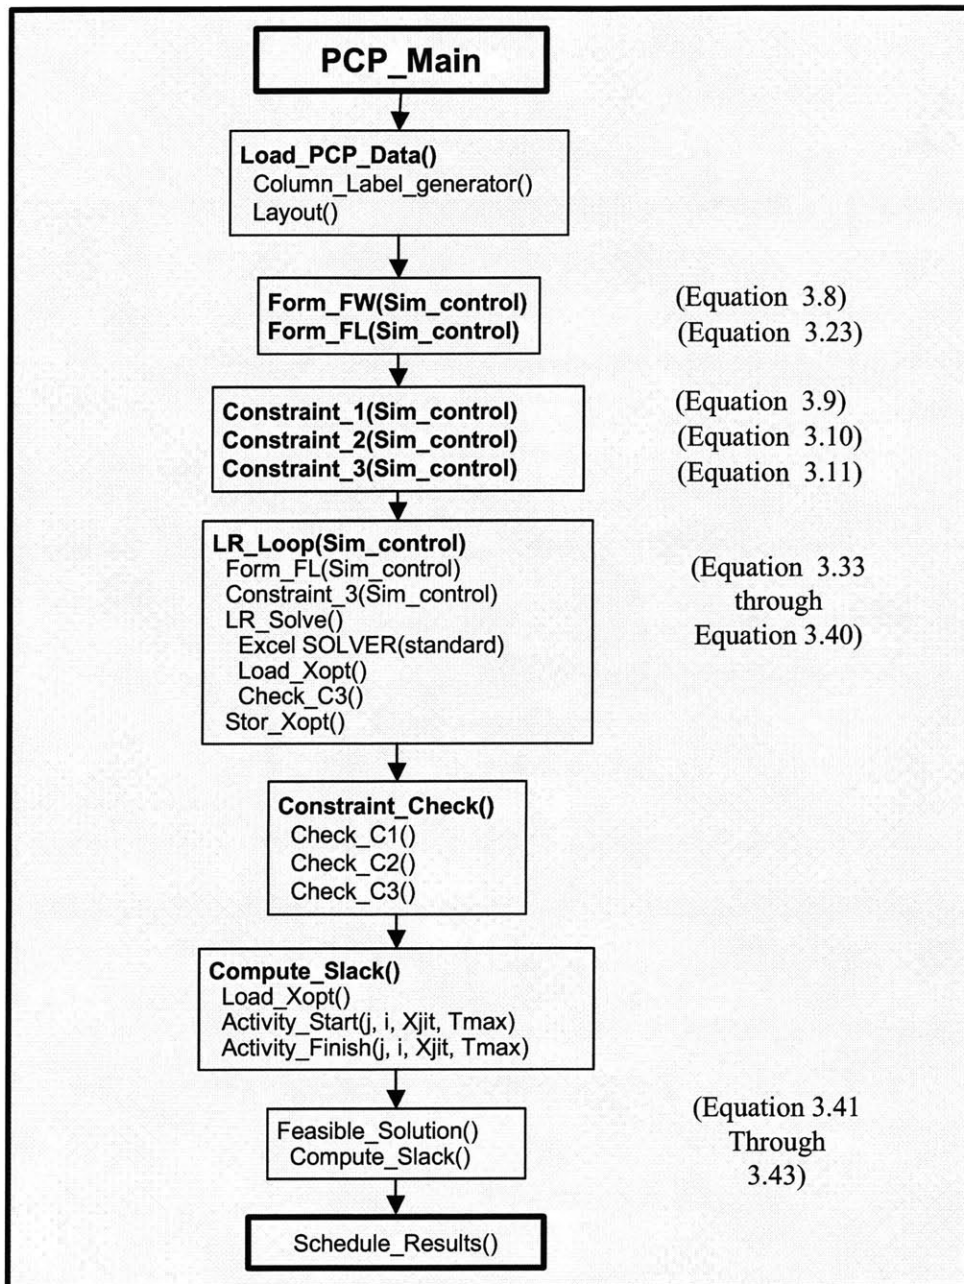 PCP_Main
Load_PCP_Data()
Column_Label_generator()
Layout()
Form_FW(Sim_control)
(Equation 3.8)
Form_FL(Sim_control)
(Equation 3.23)
Constraint_1(Sim_control)
(Equation 3.9)
Constraint_2(Sim_control)
(Equation 3.10)
Constraint_3(Sim_control)
(Equation 3.11)
LR_Loop(Sim_control)
Form_FL(Sim_control)
Constraint_3(Sim_control)
LR_Solve()
Excel SOLVER(standard)
Load_Xopt()
Check_C3()
Stor_Xopt()
(Equation 3.33
through
Equation 3.40)
Constraint_Check()
Check_C1()
Check_C2()
Check_C3()
Compute_Slack()
Load_Xopt()
Activity_Start(j, i, Xjit, Tmax)
Activity_Finish(j, i, Xjit, Tmax)
Feasible_Solution()
Compute_Slack()
(Equation 3.41
Through
3.43)
Schedule_Results()